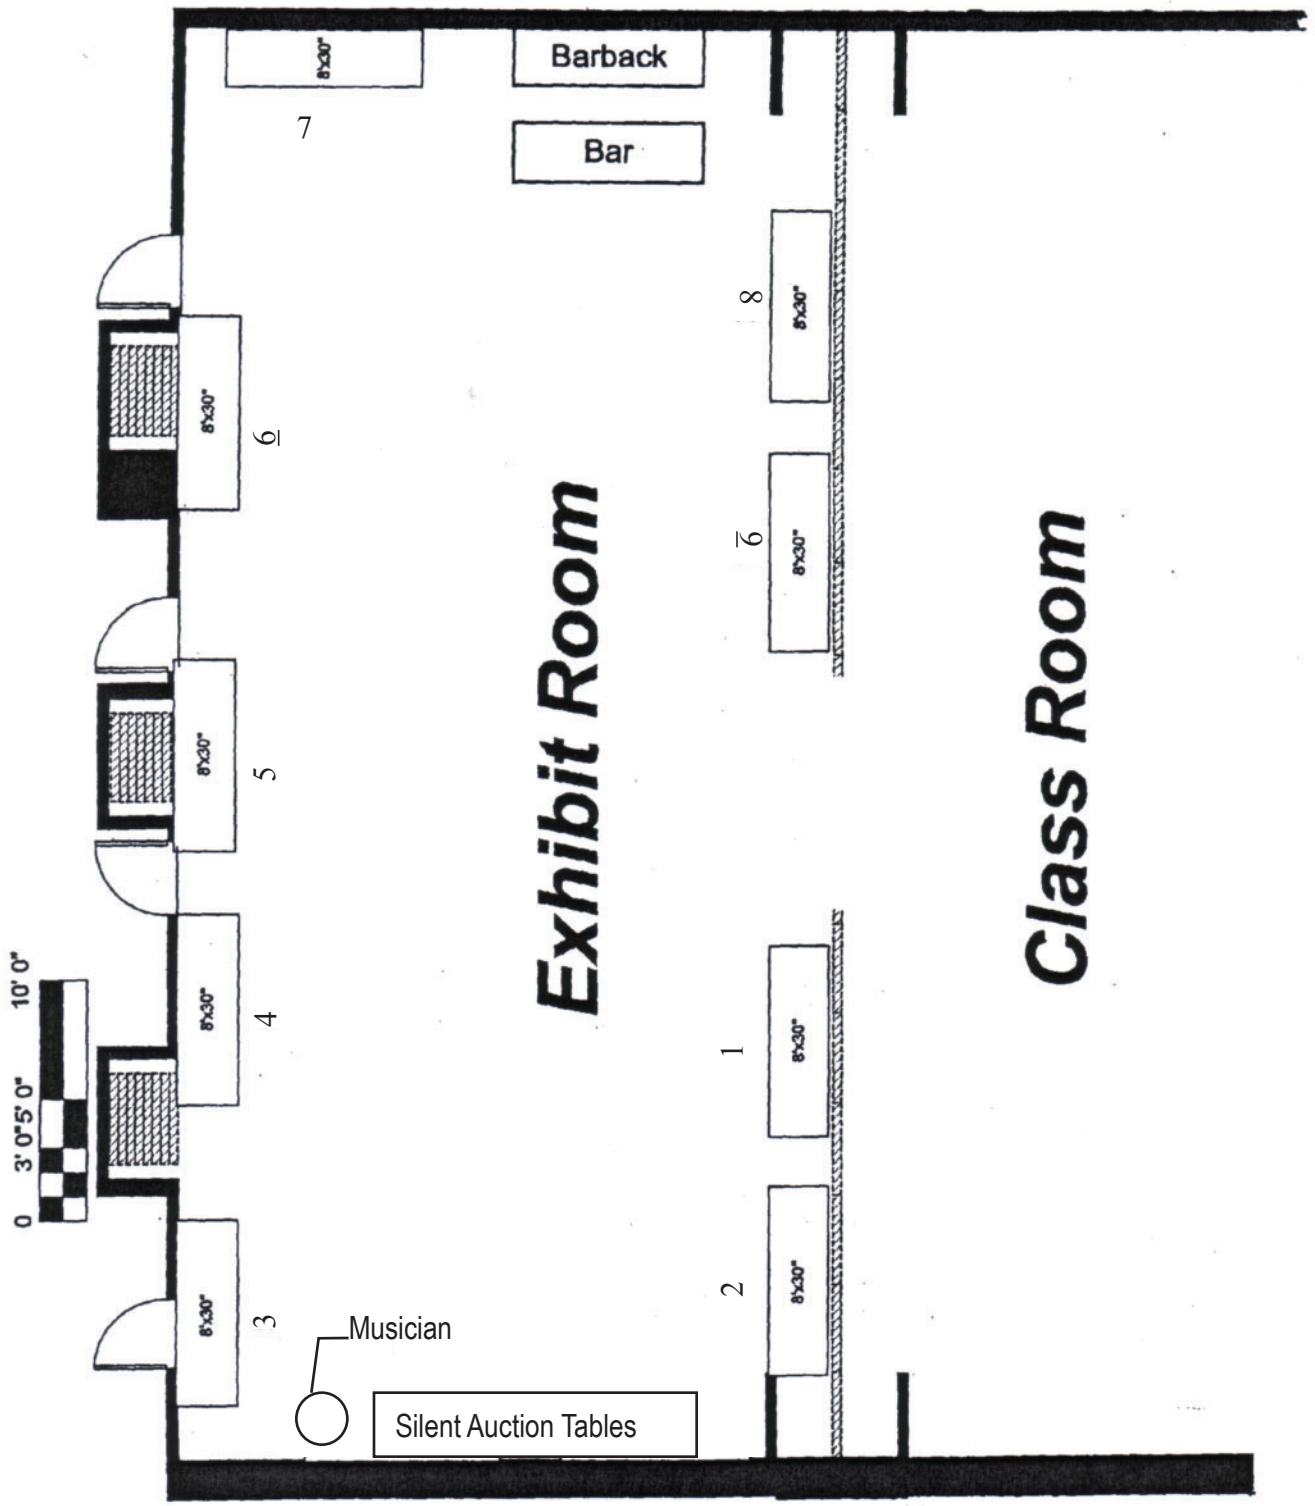 8'x30"
Barback
7
Bar
8'x30"
8
8'x30"
6
8'x30"
9
8'x30"
5
Exhibit Room
Class Room
8'x30"
4
8'x30"
1
0 3' 0" 5' 0" 10' 0"
8'x30"
3
8'x30"
2
Musician
Silent Auction Tables